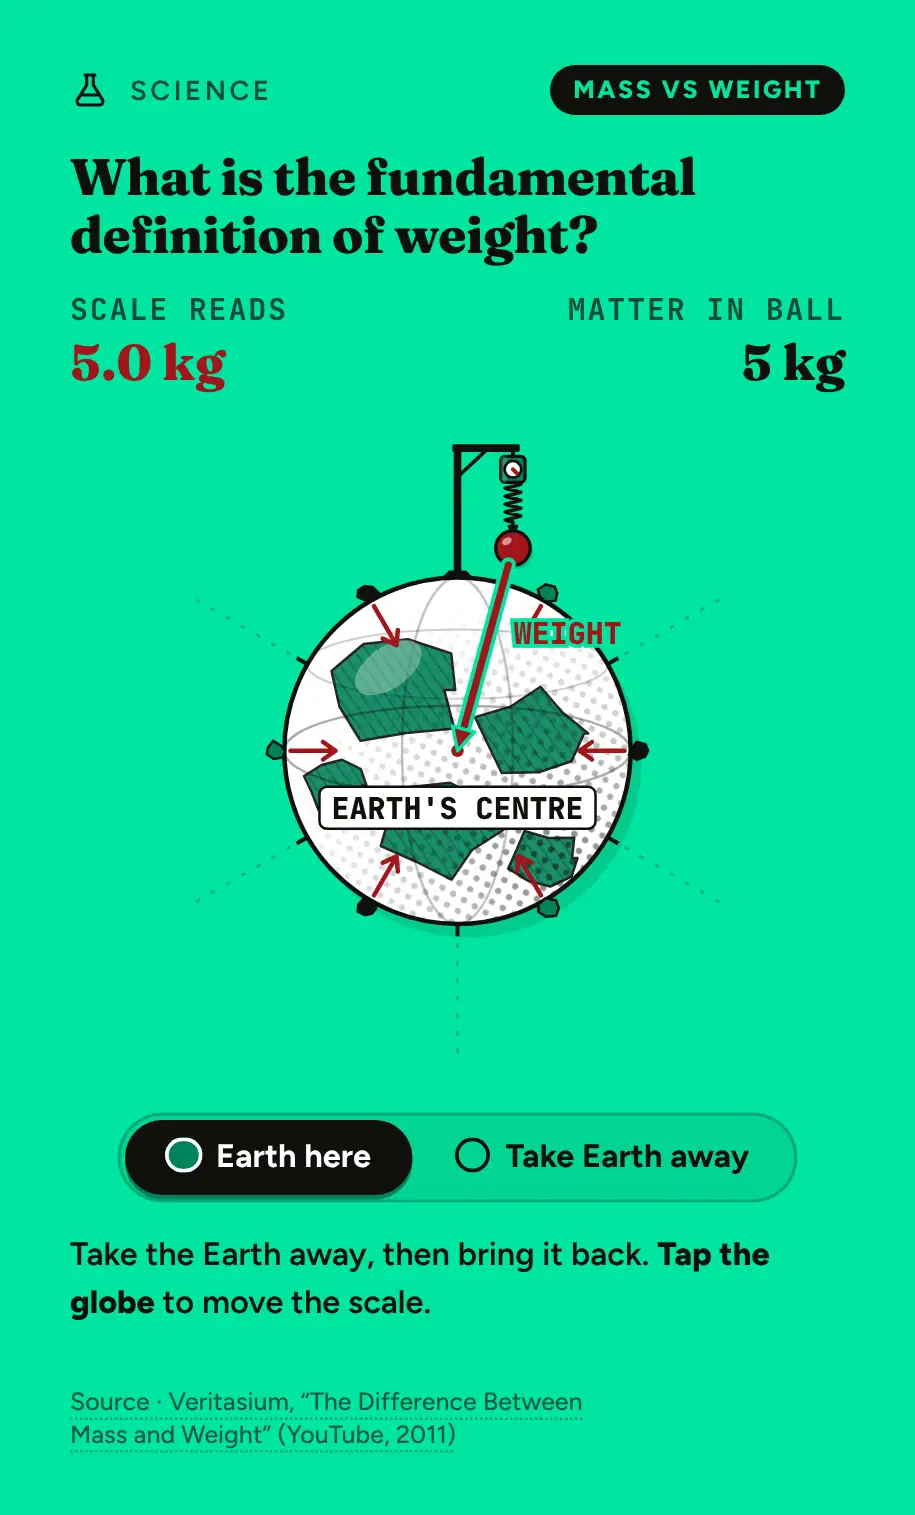 SCIENCE
MASS VS WEIGHT
What is the fundamental
definition of weight?
SCALE READS
MATTER IN BALL
5.0 kg
5 kg
WEIGHT
EARTH'S CENTRE
Earth here
Take Earth away
Take the Earth away, then bring it back. Tap the
globe to move the scale.
Source · Veritasium, “The Difference Between
Mass and Weight” (YouTube, 2011)